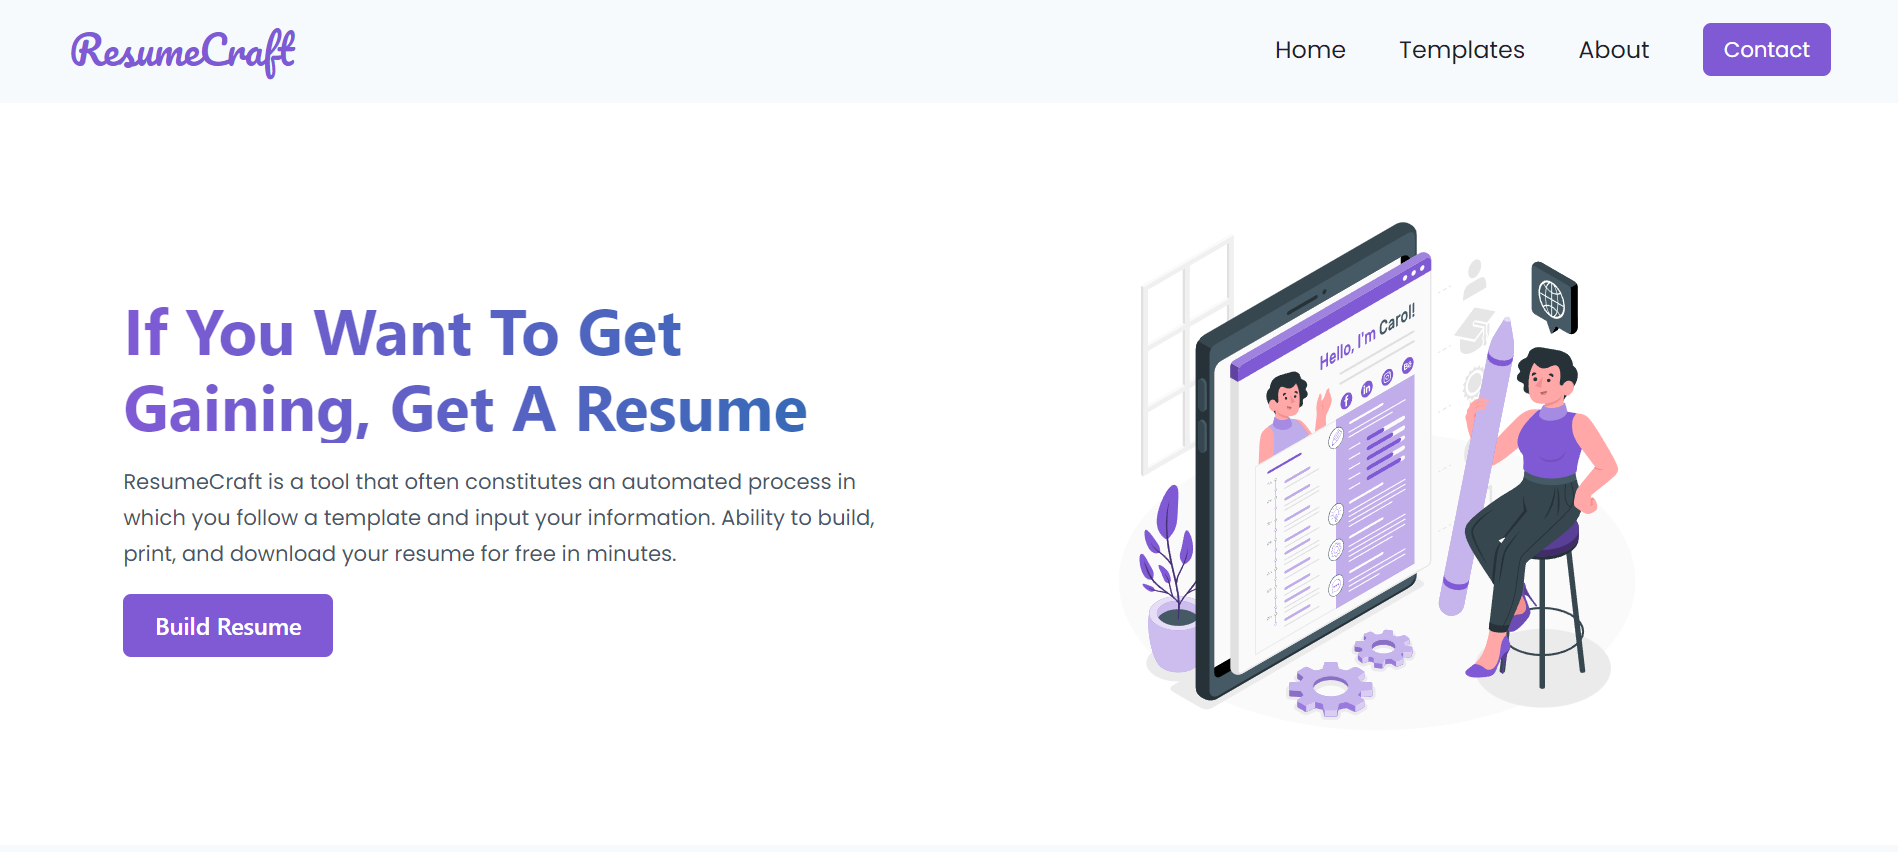 ResumeCraft
Home
Templates
About
Contact
If You Want To Get
Gaining, Get A Resume
ResumeCraft is a tool that often constitutes an automated process in
which you follow a template and input your information. Ability to build,
print, and download your resume for free in minutes.
Build Resume
Hello, I'm Carol!
f
in
Bē